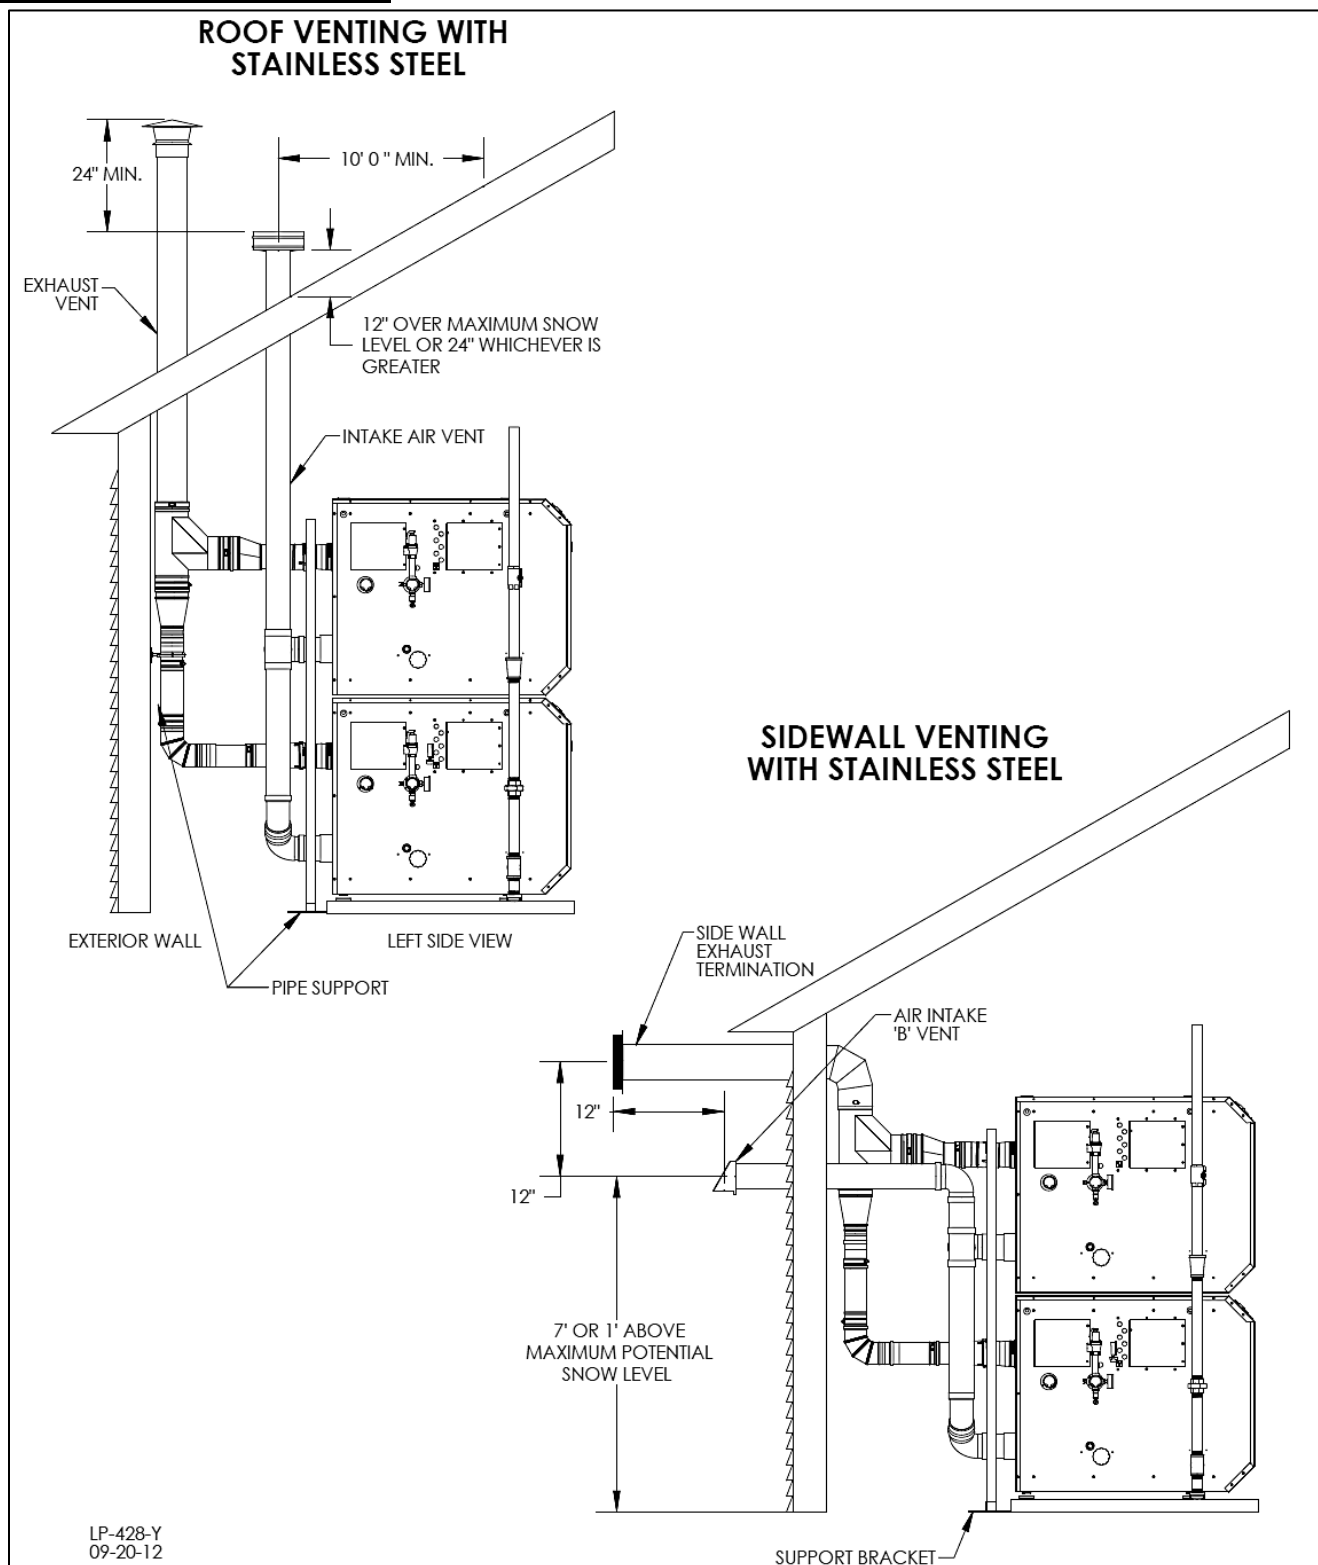 ROOF VENTING WITH
STAINLESS STEEL
10' 0" MIN.
24" MIN.
EXHAUST
VENT
12" OVER MAXIMUM SNOW
LEVEL OR 24" WHICHEVER IS
GREATER
INTAKE AIR VENT
EXTERIOR WALL
LEFT SIDE VIEW
PIPE SUPPORT
SIDEWALL VENTING
WITH STAINLESS STEEL
SIDE WALL
EXHAUST
TERMINATION
AIR INTAKE
'B' VENT
12"
12"
7' OR 1' ABOVE
MAXIMUM POTENTIAL
SNOW LEVEL
SUPPORT BRACKET
LP-428-Y
09-20-12